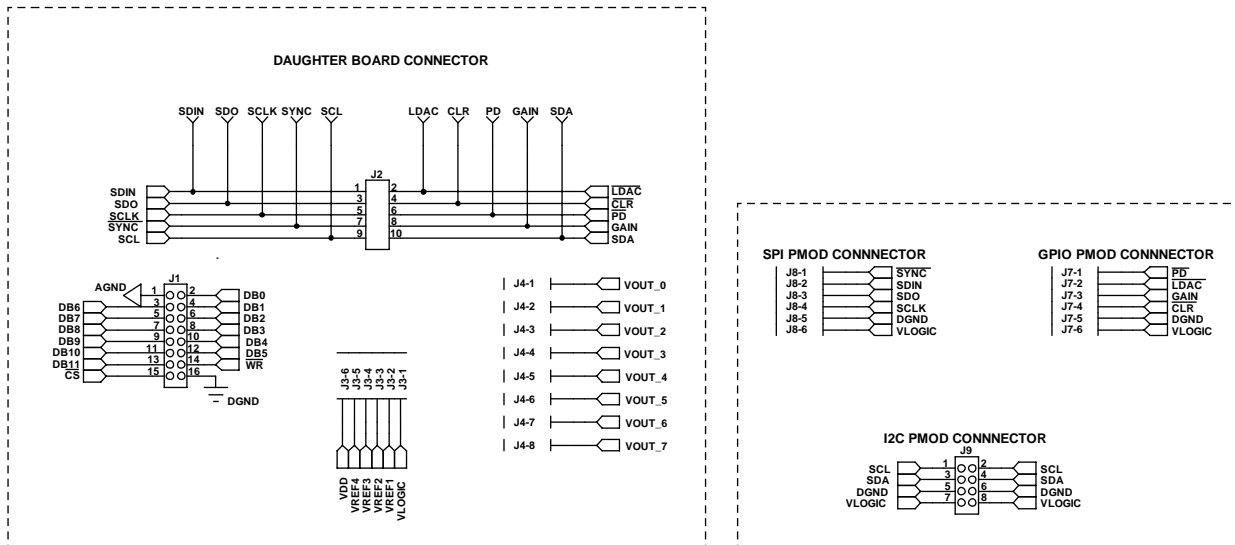 DAUGHTER BOARD CONNECTOR
SDIN SDO SCLK SYNC SCL LDAC CLR PD GAIN SDA
J2
SDIN 1 2 LDAC
SDO 3 4 CLR
SCLK 5 6 PD
SYNC 7 8 GAIN
SCL 9 10 SDA
J1
AGND 1 2 DB0
DB6 3 4 DB1
DB7 5 6 DB2
DB8 7 8 DB3
DB9 9 10 DB4
DB10 11 12 DB5
DB11 13 14 WR
CS 15 16
DGND
J3-6 J3-5 J3-4 J3-3 J3-2 J3-1
VDD VREF4 VREF3 VREF2 VREF1 VLOGIC
J4-1 VOUT_0
J4-2 VOUT_1
J4-3 VOUT_2
J4-4 VOUT_3
J4-5 VOUT_4
J4-6 VOUT_5
J4-7 VOUT_6
J4-8 VOUT_7
SPI PMOD CONNNECTOR
J8-1 SYNC
J8-2 SDIN
J8-3 SDO
J8-4 SCLK
J8-5 DGND
J8-6 VLOGIC
GPIO PMOD CONNNECTOR
J7-1 PD
J7-2 LDAC
J7-3 GAIN
J7-4 CLR
J7-5 DGND
J7-6 VLOGIC
I2C PMOD CONNNECTOR
J9
SCL 1 2 SCL
SDA 3 4 SDA
DGND 5 6 DGND
VLOGIC 7 8 VLOGIC